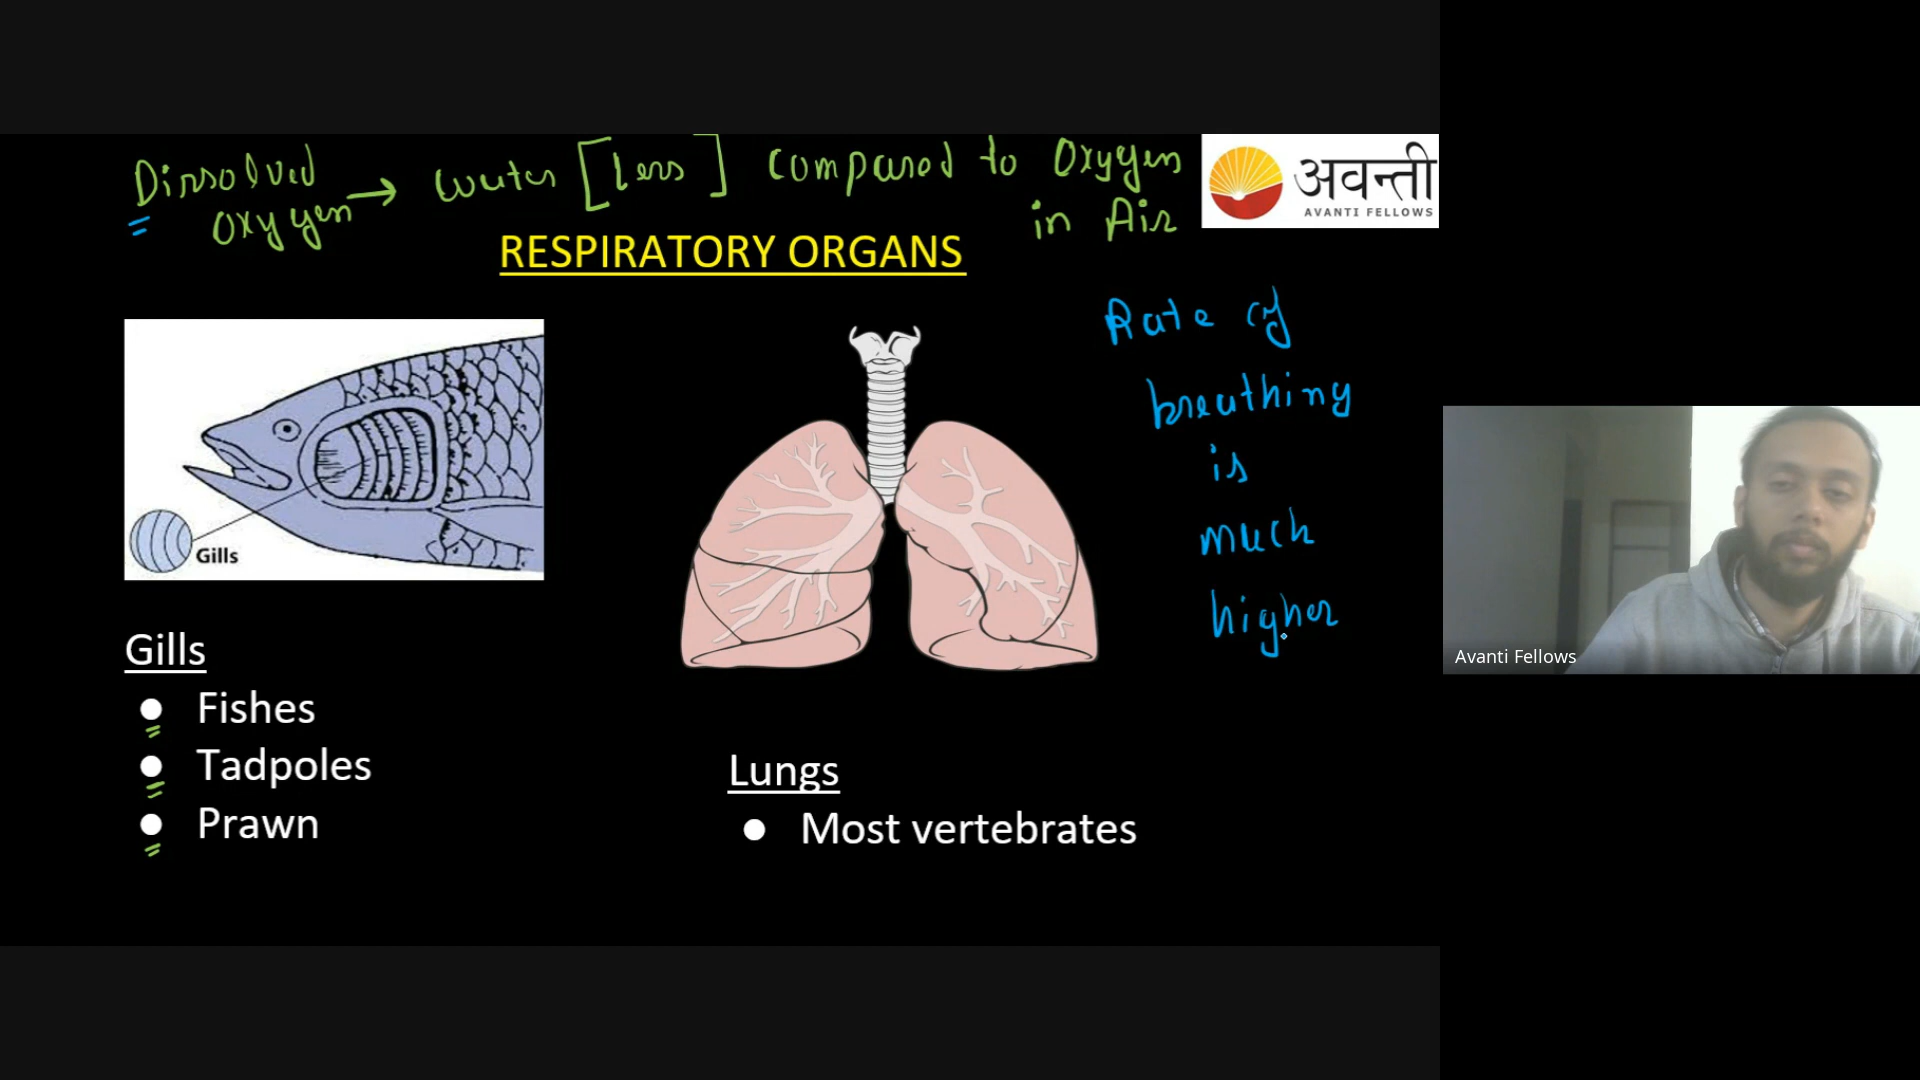 Dissolved
Oxygen → water [Less] compared to Oxygen
in Air
अवन्ती
AVANTI FELLOWS
RESPIRATORY ORGANS
Rate of
breathing
is
much
higher
Gills
Avanti Fellows
Gills
● Fishes
● Tadpoles
● Prawn
Lungs
● Most vertebrates